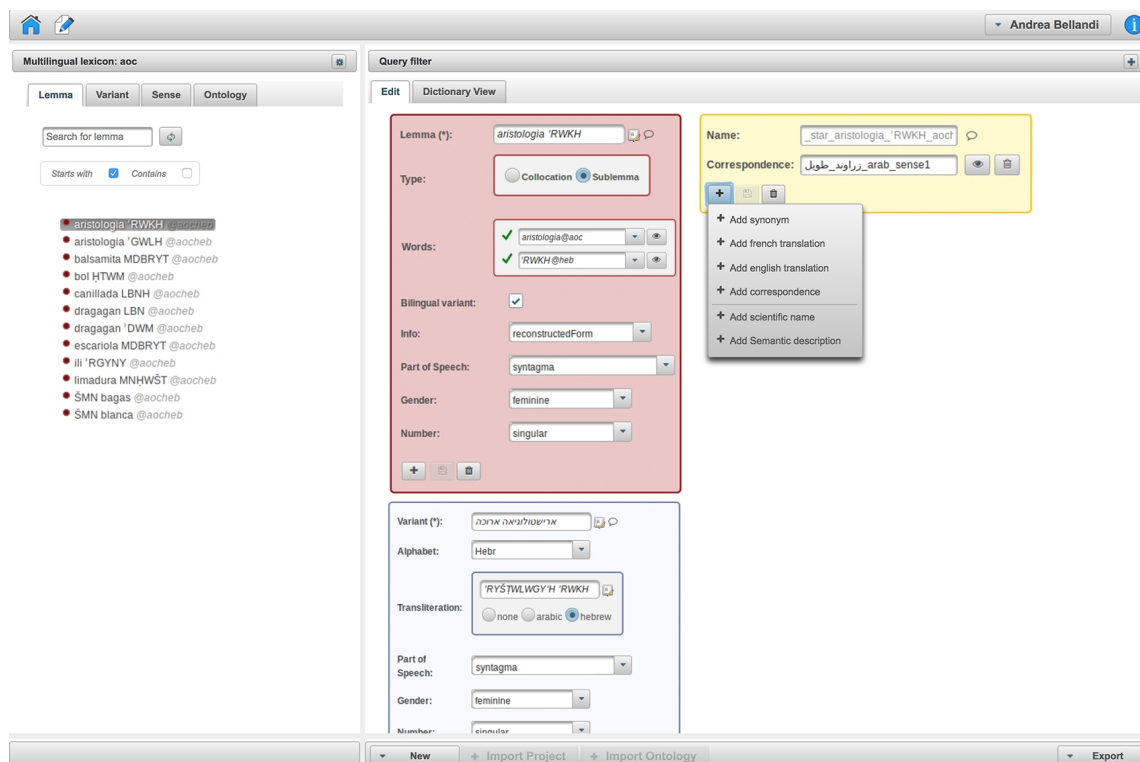 Andrea Bellandi
Multilingual lexicon: aoc
Lemma
Variant
Sense
Ontology
Search for lemma
Starts with
Contains
aristologia 'RWKH @aocheb
aristologia 'GWLH @aocheb
balsamita MDBRYT @aocheb
bol ḤTWM @aocheb
canillada LBNH @aocheb
dragagan LBN @aocheb
dragagan 'DWM @aocheb
escariola MDBRYT @aocheb
ili 'RGYNY @aocheb
limadura MNḤWŠT @aocheb
ŠMN bagas @aocheb
ŠMN blanca @aocheb
Query filter
Edit
Dictionary View
Lemma (*):
aristologia 'RWKH
Type:
Collocation
Sublemma
Words:
aristologia@aoc
'RWKH@heb
Bilingual variant:
Info:
reconstructedForm
Part of Speech:
syntagma
Gender:
feminine
Number:
singular
Variant (*):
ארישטולוגיאה ארוכה
Alphabet:
Hebr
Transliteration:
'RYŠṬWLWGY'H 'RWKH
none
arabic
hebrew
Part of
Speech:
syntagma
Gender:
feminine
Number:
singular
Name:
_star_aristologia_'RWKH_aoch
Correspondence:
زراوند_طويل_arab_sense1
+ Add synonym
+ Add french translation
+ Add english translation
+ Add correspondence
+ Add scientific name
+ Add Semantic description
New
+ Import Project
+ Import Ontology
Export